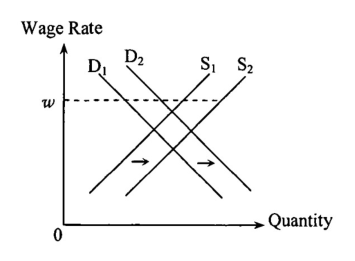 Wage Rate
D₁ D₂ S₁ S₂
w
0
Quantity